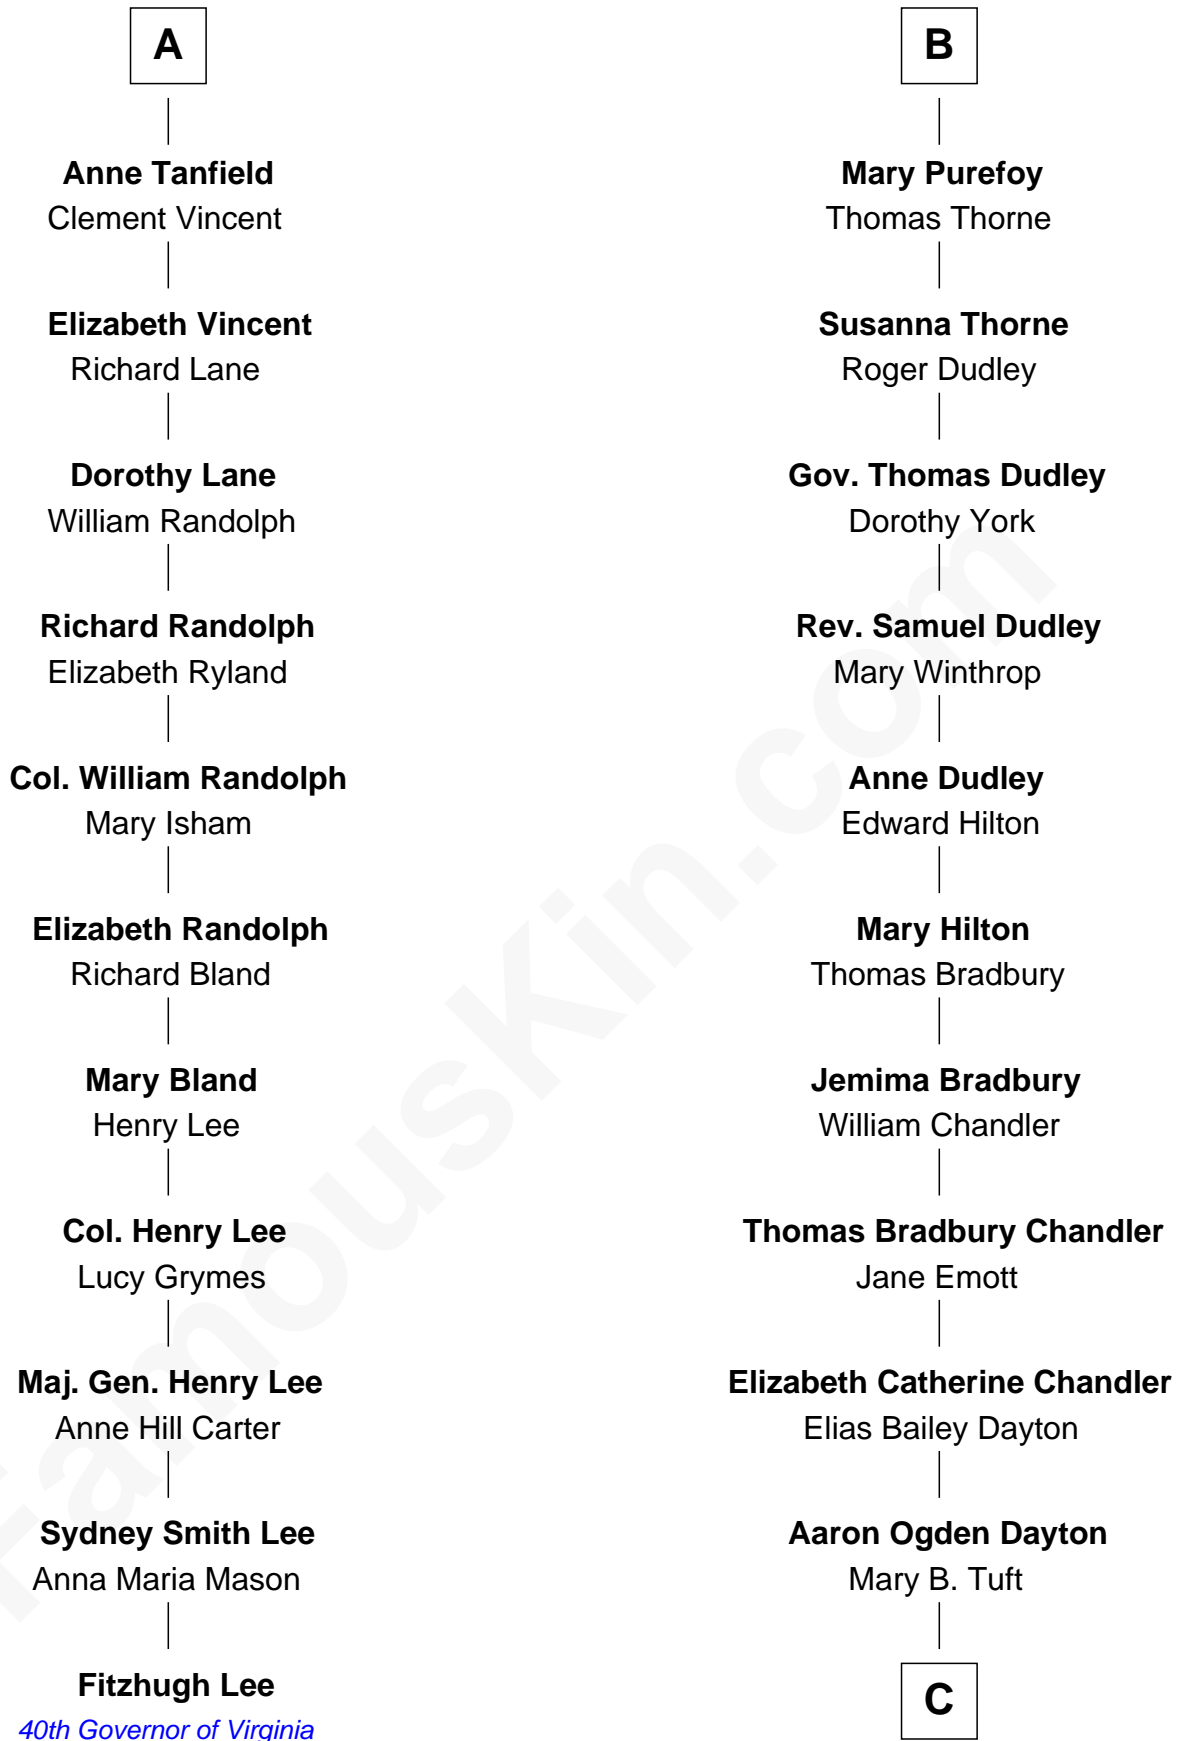 A
Anne Tanfield
Clement Vincent
Elizabeth Vincent
Richard Lane
Dorothy Lane
William Randolph
Richard Randolph
Elizabeth Ryland
Col. William Randolph
Mary Isham
Elizabeth Randolph
Richard Bland
Mary Bland
Henry Lee
Col. Henry Lee
Lucy Grymes
Maj. Gen. Henry Lee
Anne Hill Carter
Sydney Smith Lee
Anna Maria Mason
Fitzhugh Lee
40th Governor of Virginia
B
Mary Purefoy
Thomas Thorne
Susanna Thorne
Roger Dudley
Gov. Thomas Dudley
Dorothy York
Rev. Samuel Dudley
Mary Winthrop
Anne Dudley
Edward Hilton
Mary Hilton
Thomas Bradbury
Jemima Bradbury
William Chandler
Thomas Bradbury Chandler
Jane Emott
Elizabeth Catherine Chandler
Elias Bailey Dayton
Aaron Ogden Dayton
Mary B. Tuft
C
FamousKin.com